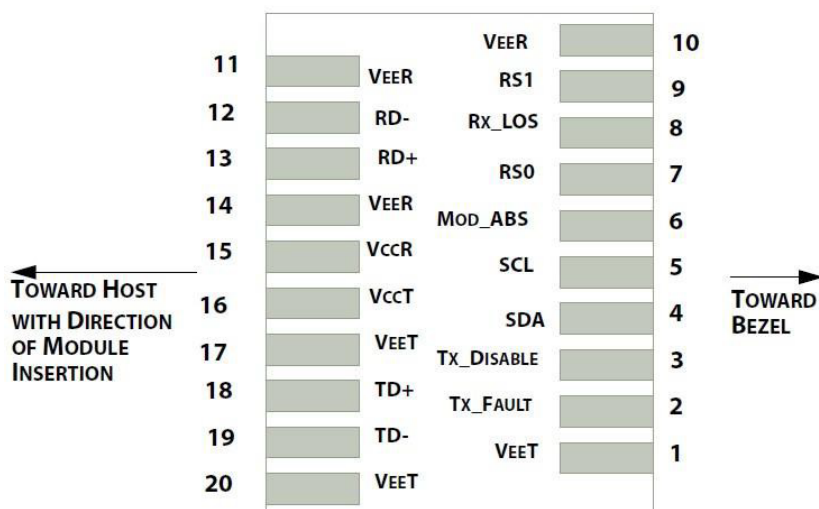 VEER 10
11 VEER
RS1 9
12 RD-
RX_LOS 8
13 RD+
RS0 7
14 VEER
MOD_ABS 6
15 VCCR
SCL 5
TOWARD HOST
WITH DIRECTION
OF MODULE
INSERTION
TOWARD
BEZEL
16 VCCT
SDA 4
17 VEET
TX_DISABLE 3
18 TD+
TX_FAULT 2
19 TD-
VEET 1
20 VEET